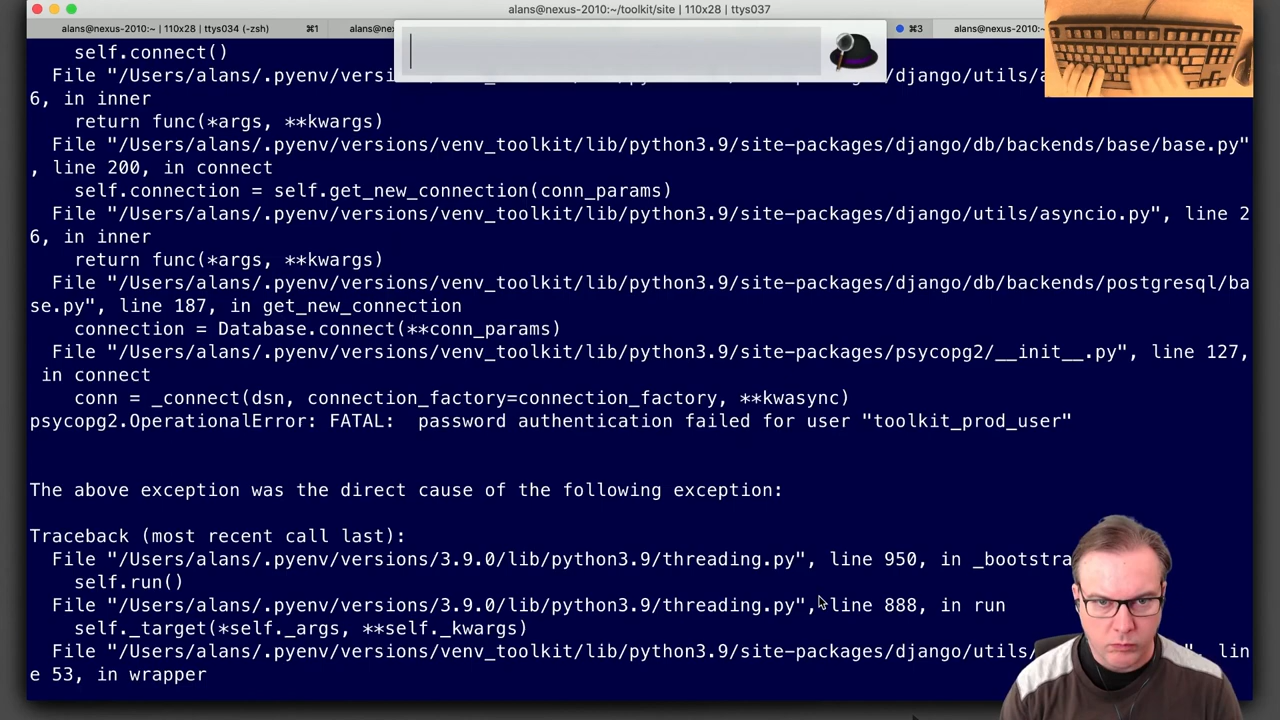 alans@nexus-2010:~/toolkit/site | 110x28 | ttys037
alans@nexus-2010:~ | 110x28 | ttys034 (-zsh) ⌘1 alans@ne ⌘3 alans@nexus-2010:~
self.connect()
File "/Users/alans/.pyenv/versi django/utils/a
6, in inner
return func(*args, **kwargs)
File "/Users/alans/.pyenv/versions/venv_toolkit/lib/python3.9/site-packages/django/db/backends/base/base.py"
, line 200, in connect
self.connection = self.get_new_connection(conn_params)
File "/Users/alans/.pyenv/versions/venv_toolkit/lib/python3.9/site-packages/django/utils/asyncio.py", line 2
6, in inner
return func(*args, **kwargs)
File "/Users/alans/.pyenv/versions/venv_toolkit/lib/python3.9/site-packages/django/db/backends/postgresql/ba
se.py", line 187, in get_new_connection
connection = Database.connect(**conn_params)
File "/Users/alans/.pyenv/versions/venv_toolkit/lib/python3.9/site-packages/psycopg2/__init__.py", line 127,
in connect
conn = _connect(dsn, connection_factory=connection_factory, **kwasync)
psycopg2.OperationalError: FATAL:  password authentication failed for user "toolkit_prod_user"
The above exception was the direct cause of the following exception:
Traceback (most recent call last):
File "/Users/alans/.pyenv/versions/3.9.0/lib/python3.9/threading.py", line 950, in _bootstra
self.run()
File "/Users/alans/.pyenv/versions/3.9.0/lib/python3.9/threading.py", line 888, in run
self._target(*self._args, **self._kwargs)
File "/Users/alans/.pyenv/versions/venv_toolkit/lib/python3.9/site-packages/django/utils/ ", lin
e 53, in wrapper